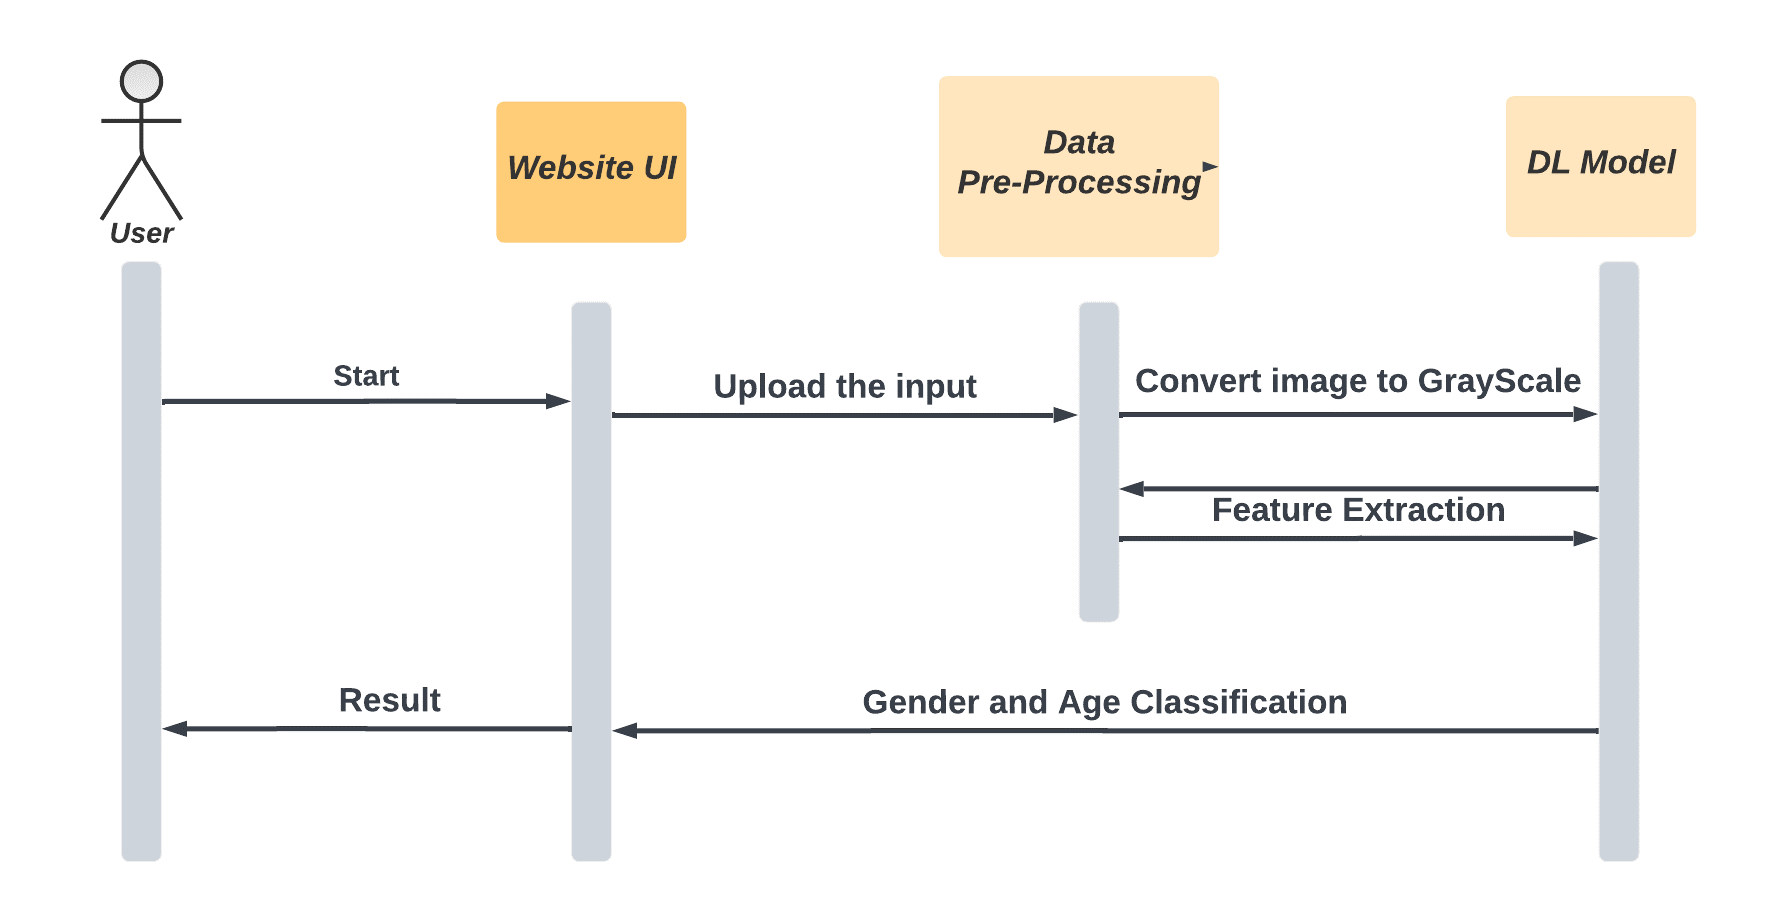 User
Website UI
Data
Pre-Processing
DL Model
Start
Upload the input
Convert image to GrayScale
Feature Extraction
Result
Gender and Age Classification